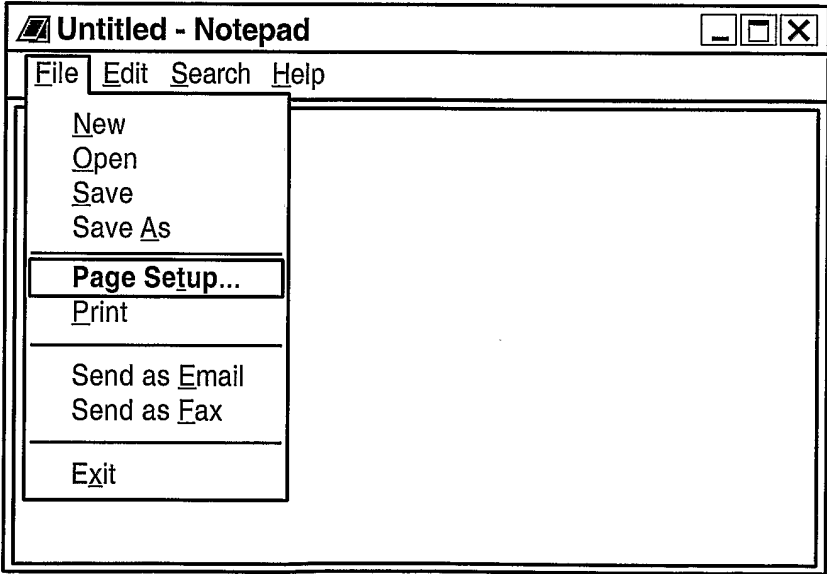 Untitled - Notepad
File Edit Search Help
New
Open
Save
Save As
Page Setup...
Print
Send as Email
Send as Fax
Exit